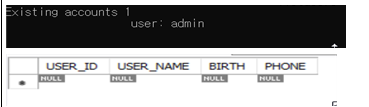 Existing accounts 1
user: admin
USER_ID USER_NAME BIRTH PHONE
NULL NULL NULL NULL